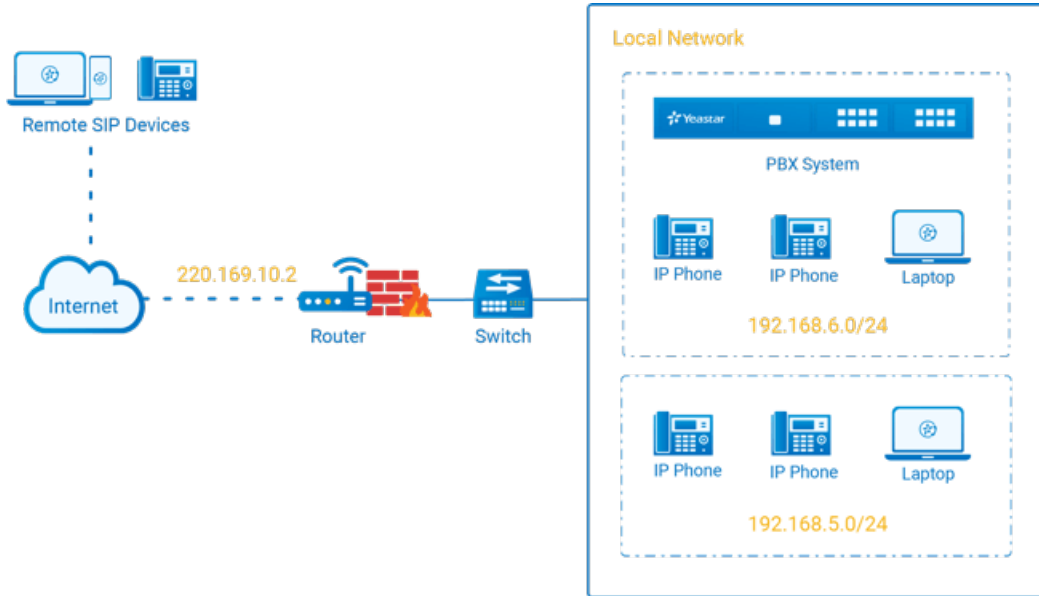 Local Network
Remote SIP Devices
Yeastar
PBX System
IP Phone
IP Phone
Laptop
192.168.6.0/24
220.169.10.2
Internet
Router
Switch
IP Phone
IP Phone
Laptop
192.168.5.0/24